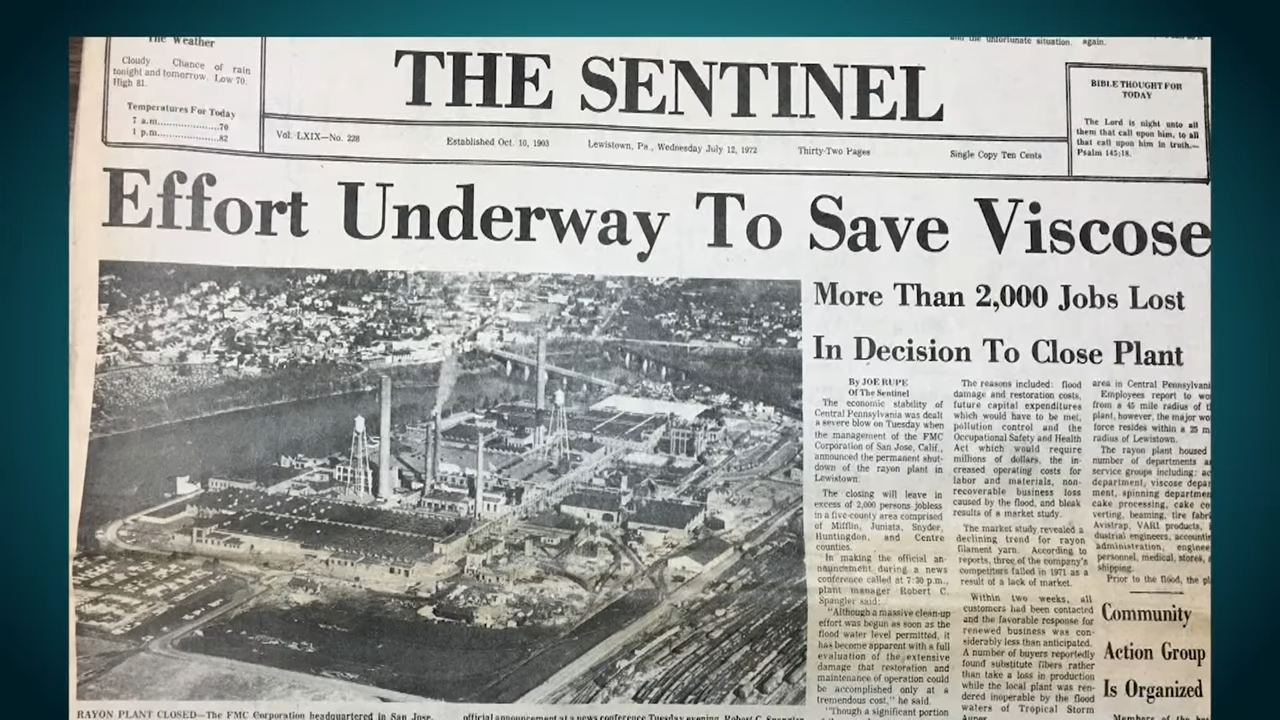 The Weather
Cloudy. Chance of rain
tonight and tomorrow. Low 70.
High 81.
Temperatures For Today
7 a.m.....................70
1 p.m.....................82
and the unfortunate situation.
again.
THE SENTINEL
BIBLE THOUGHT FOR
TODAY
The Lord is night unto all
them that call upon him, to all
that call upon him in truth.—
Psalm 145:18.
Vol. LXIX—No. 228
Established Oct. 10, 1903
Lewistown, Pa., Wednesday July 12, 1972
Thirty-Two Pages
Single Copy Ten Cents
Effort Underway To Save Viscose
More Than 2,000 Jobs Lost
In Decision To Close Plant
By JOE RUPE
Of The Sentinel
The economic stability of
Central Pennsylvania was dealt
a severe blow on Tuesday when
the management of the FMC
Corporation of San Jose, Calif.,
announced the permanent shut-
down of the rayon plant in
Lewistown.
The closing will leave in
excess of 2,000 persons jobless
in a five-county area comprised
of Mifflin, Juniata, Snyder,
Huntingdon, and Centre
counties.
In making the official an-
nouncement during a news
conference called at 7:30 p.m.,
plant manager Robert C.
Spangler said:
"Although a massive clean-up
effort was begun as soon as the
flood water level permitted, it
has become apparent with a full
evaluation of the extensive
damage that restoration and
maintenance of operation could
be accomplished only at a
tremendous cost," he said.
"Though a significant portion
The reasons included: flood
damage and restoration costs,
future capital expenditures
which would have to be met,
pollution control and the
Occupational Safety and Health
Act which would require
millions of dollars, the in-
creased operating costs for
labor and materials, non-
recoverable business loss
caused by the flood, and bleak
results of a market study.
The market study revealed a
declining trend for rayon
filament yarn. According to
reports, three of the company's
competitors failed in 1971 as a
result of a lack of market.
Within two weeks, all
customers had been contacted
and the favorable response for
renewed business was con-
siderably less than anticipated.
A number of buyers reportedly
found substitute fibers rather
than take a loss in production
while the local plant was ren-
dered inoperable by the flood
waters of Tropical Storm
area in Central Pennsylvani
Employees report to wo
from a 45 mile radius of t
plant, however, the major wo
force resides within a 25 m
radius of Lewistown.
The rayon plant housed
number of departments a
service groups including: ac
department, viscose depar
ment, spinning departmen
cake processing, cake co
verting, beaming, tire fabri
Avistrap, VARI products, i
dustrial engineers, accountin
administration, enginee
personnel, medical, stores,
shipping.
Prior to the flood, the pl
Community
Action Group
Is Organized
Members of the
RAYON PLANT CLOSED—The FMC Corporation headquartered in San Jose,
official announcement at a news conference Tuesday evening. Robert C. Spangler